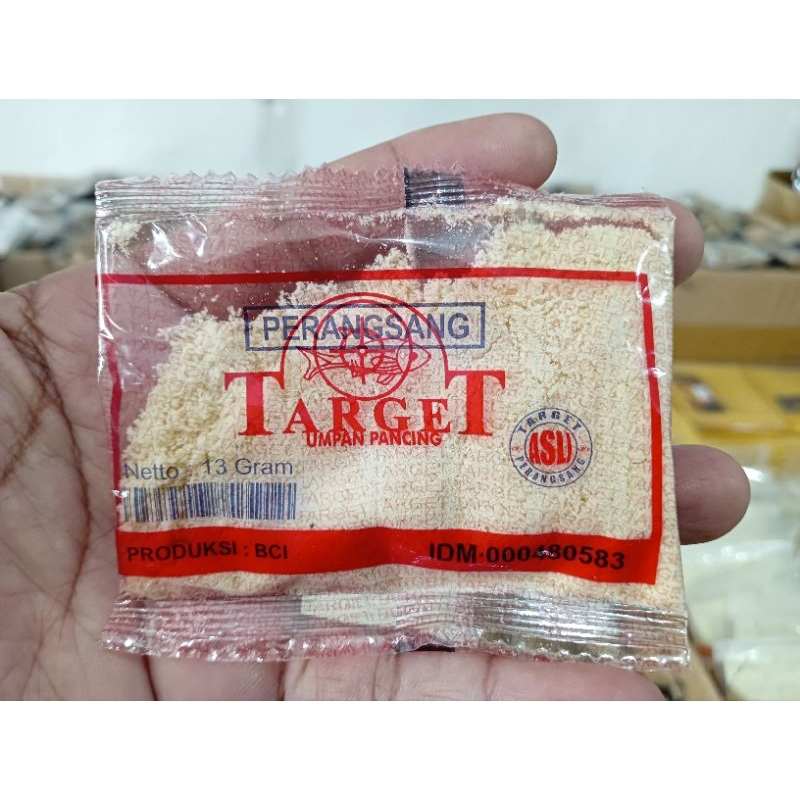 PERANGSANG
TARGET
UMPAN PANCING
TARGET
ASLI
PERANGSANG
Netto : 13 Gram
PRODUKSI : BCI
IDM 000480583